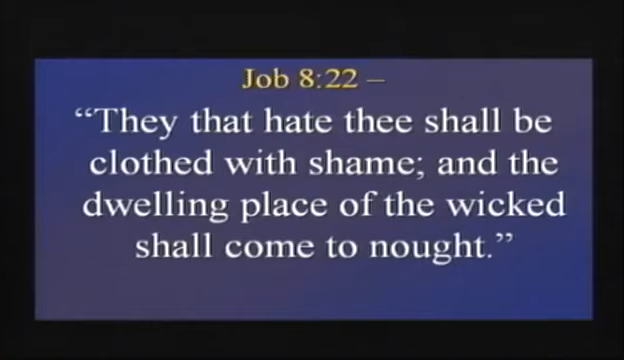 Job 8:22 –
“They that hate thee shall be
clothed with shame; and the
dwelling place of the wicked
shall come to nought.”